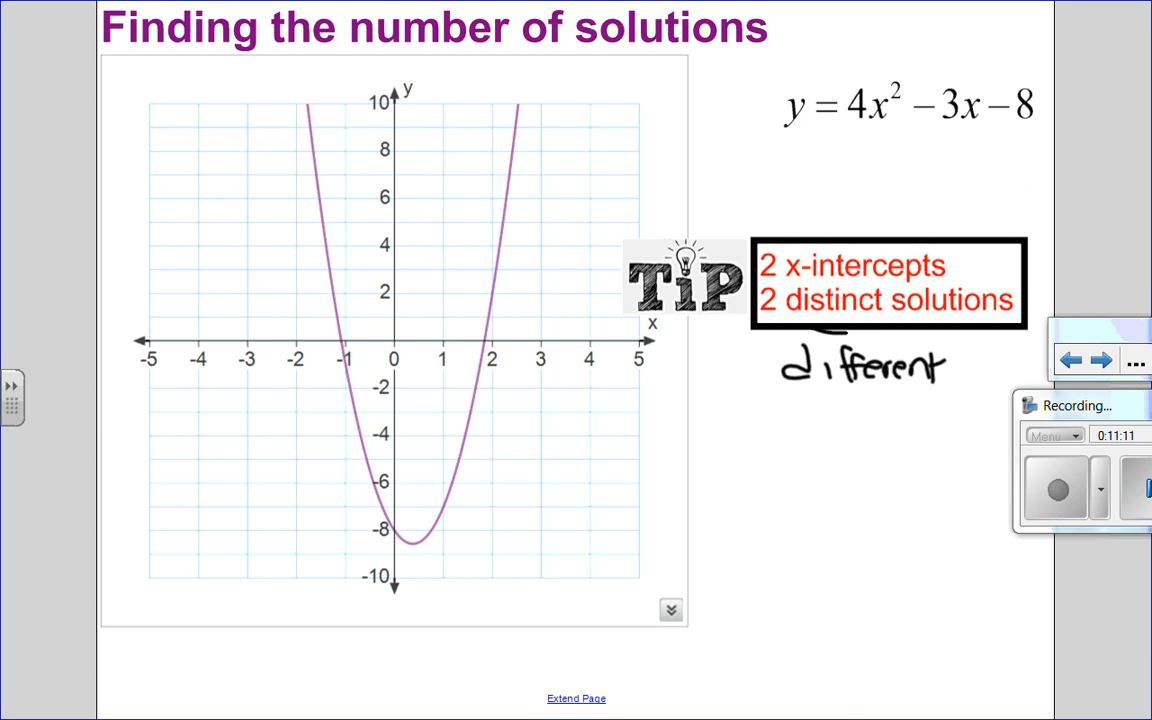 Finding the number of solutions
y
10
8
6
4
2
x
-5 -4 -3 -2 -1 0 1 2 3 4 5
-2
-4
-6
-8
-10
y = 4x² − 3x − 8
TiP
2 x-intercepts
2 distinct solutions
different
...
Recording...
Menu
0:11:11
Extend Page